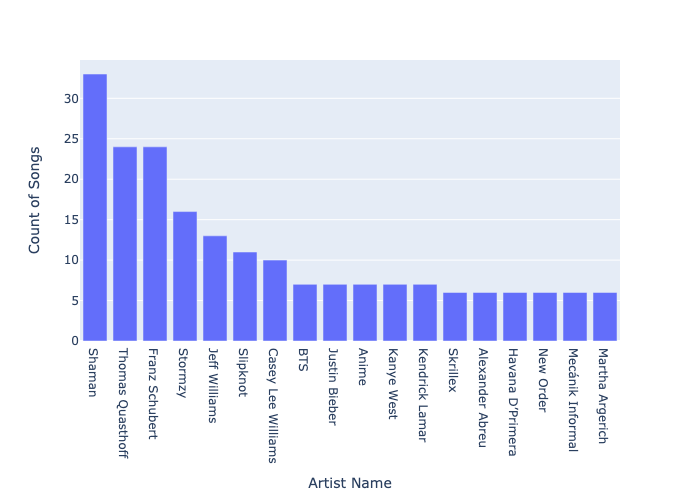 Count of Songs
30
25
20
15
10
5
0
Shaman
Thomas Quasthoff
Franz Schubert
Stormzy
Jeff Williams
Slipknot
Casey Lee Williams
BTS
Justin Bieber
Anime
Kanye West
Kendrick Lamar
Skrillex
Alexander Abreu
Havana D'Primera
New Order
Mecánik Informal
Martha Argerich
Artist Name